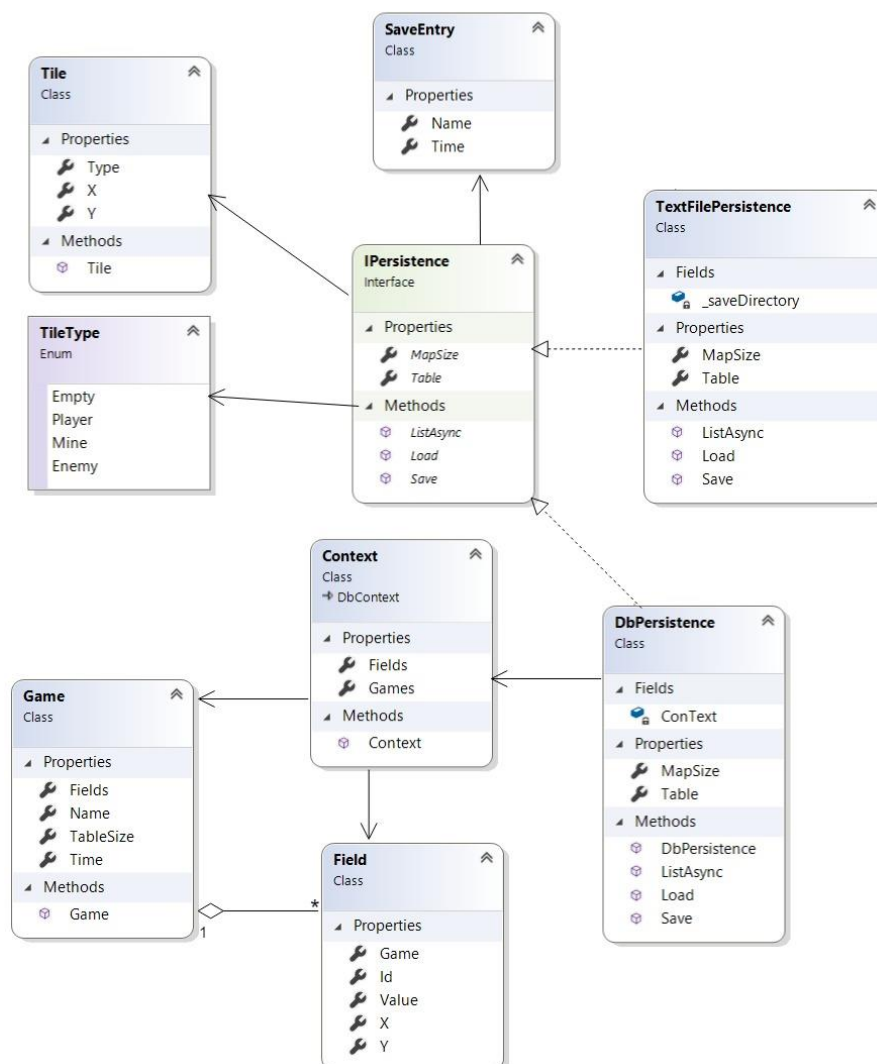 SaveEntry
Class
Properties
Name
Time
Tile
Class
Properties
Type
X
Y
Methods
Tile
TextFilePersistence
Class
Fields
_saveDirectory
Properties
MapSize
Table
Methods
ListAsync
Load
Save
IPersistence
Interface
Properties
MapSize
Table
Methods
ListAsync
Load
Save
TileType
Enum
Empty
Player
Mine
Enemy
Context
Class
DbContext
Properties
Fields
Games
Methods
Context
DbPersistence
Class
Fields
ConText
Properties
MapSize
Table
Methods
DbPersistence
ListAsync
Load
Save
Game
Class
Properties
Fields
Name
TableSize
Time
Methods
Game
1
*
Field
Class
Properties
Game
Id
Value
X
Y